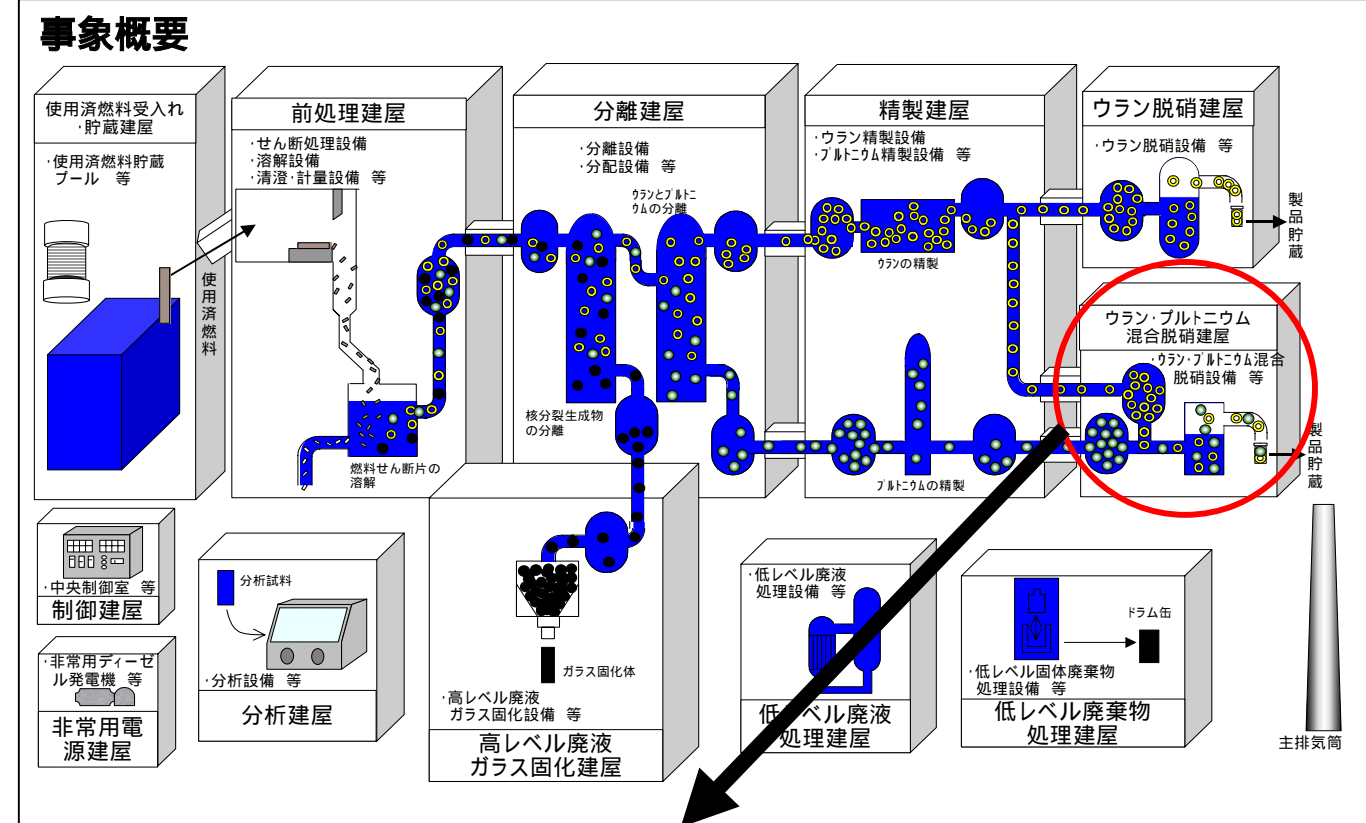 事象概要
使用済燃料受入れ
・貯蔵建屋
・使用済燃料貯蔵
プール 等
使用済燃料
前処理建屋
・せん断処理設備
・溶解設備
・清澄・計量設備 等
燃料せん断片の
溶解
分離建屋
・分離設備
・分配設備 等
ウランとプルトニ
ウムの分離
核分裂生成物
の分離
精製建屋
・ウラン精製設備
・プルトニウム精製設備 等
ウランの精製
プルトニウムの精製
ウラン脱硝建屋
・ウラン脱硝設備 等
製品貯蔵
ウラン・プルトニウム
混合脱硝建屋
・ウラン・プルトニウム混合
脱硝設備 等
製品貯蔵
・中央制御室 等
制御建屋
・非常用ディーゼ
ル発電機 等
非常用電
源建屋
分析試料
・分析設備 等
分析建屋
ガラス固化体
・高レベル廃液
ガラス固化設備 等
高レベル廃液
ガラス固化建屋
・低レベル廃液
処理設備 等
低レベル廃液
処理建屋
ドラム缶
・低レベル固体廃棄物
処理設備 等
低レベル廃棄物
処理建屋
主排気筒